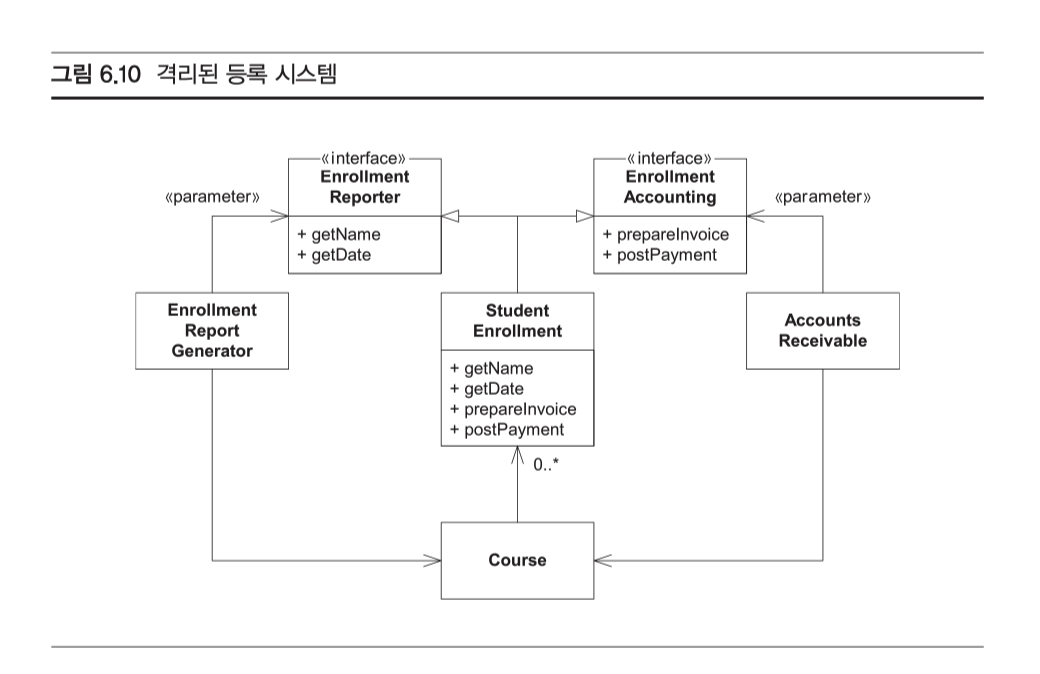 그림 6.10 격리된 등록 시스템
«interface»
Enrollment
Reporter
+ getName
+ getDate
«interface»
Enrollment
Accounting
+ prepareInvoice
+ postPayment
«parameter»
«parameter»
Enrollment
Report
Generator
Student
Enrollment
+ getName
+ getDate
+ prepareInvoice
+ postPayment
Accounts
Receivable
0..*
Course